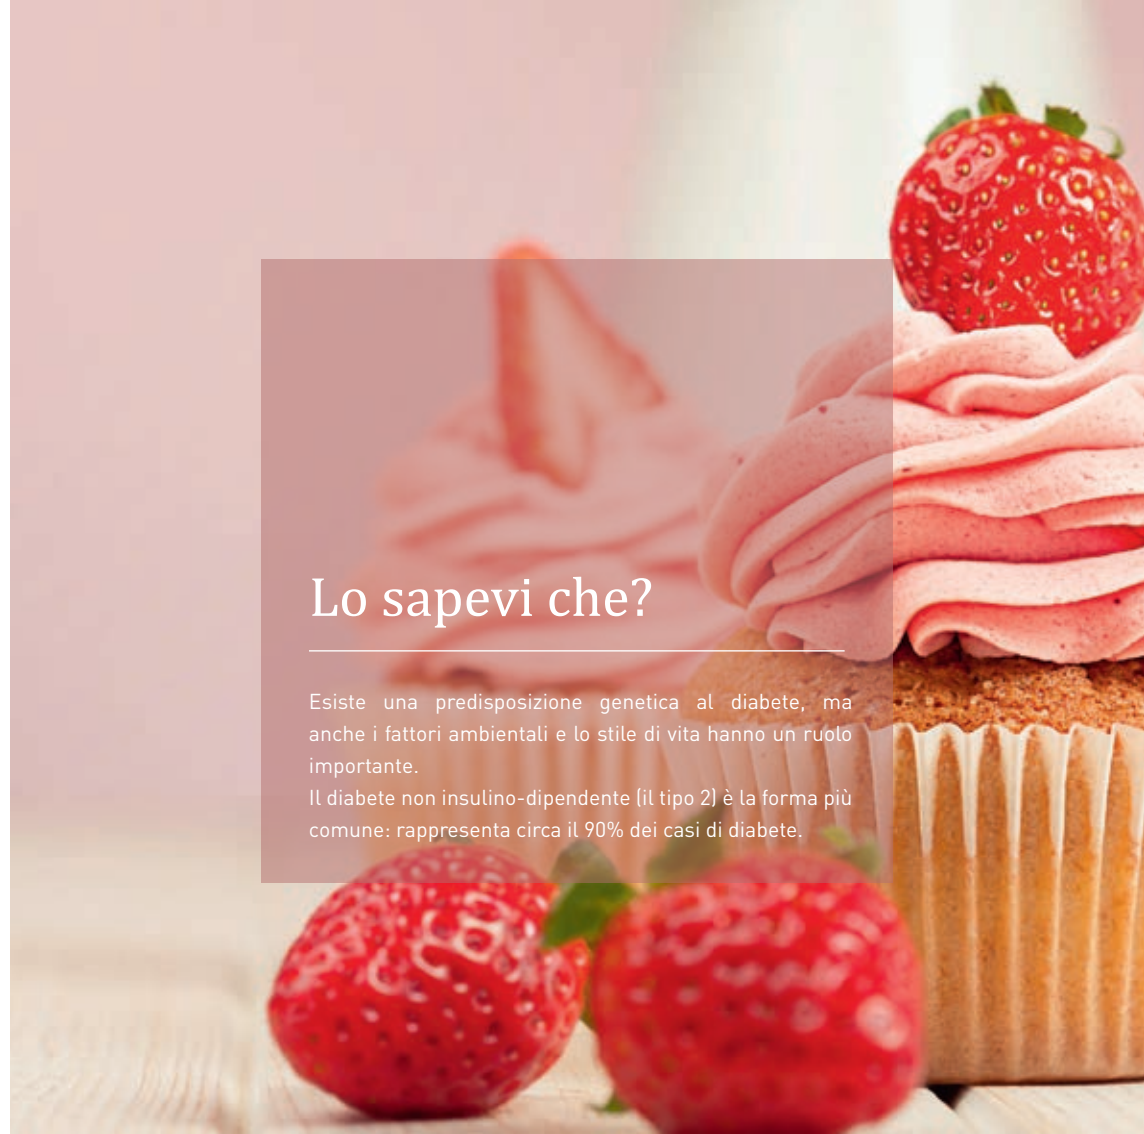 Lo sapevi che?
Esiste una predisposizione genetica al diabete, ma
anche i fattori ambientali e lo stile di vita hanno un ruolo
importante.
Il diabete non insulino-dipendente (il tipo 2) è la forma più
comune: rappresenta circa il 90% dei casi di diabete.